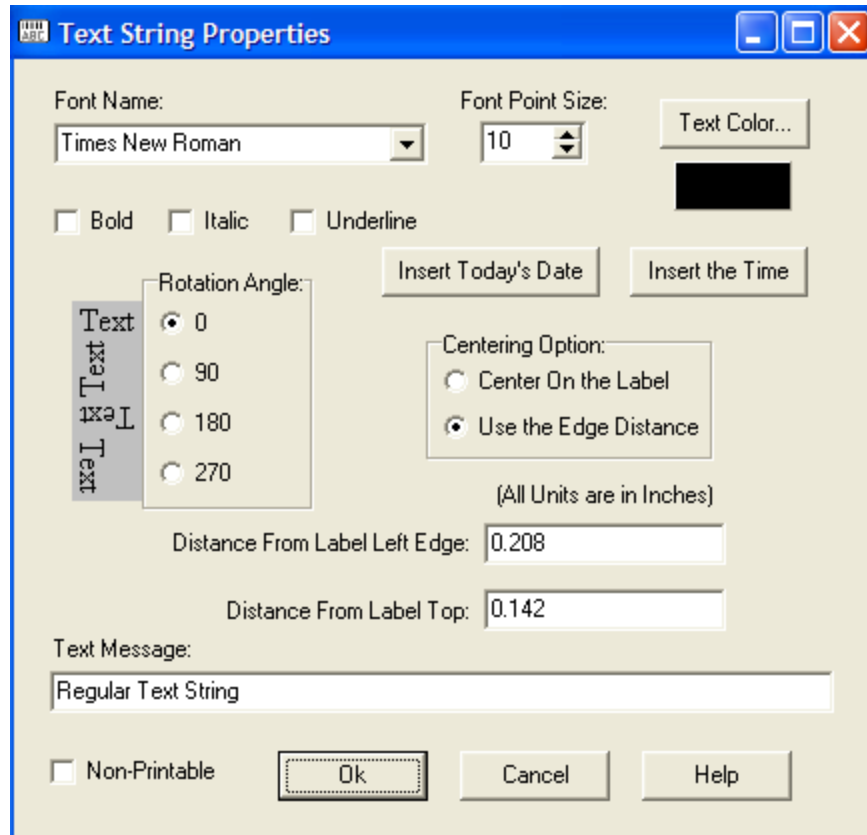 Text String Properties
Font Name: Font Point Size:
Times New Roman 10 Text Color...
Bold Italic Underline
Insert Today's Date Insert the Time
Rotation Angle:
Text 0
Text 90
Text 180
Text 270
Centering Option:
Center On the Label
Use the Edge Distance
(All Units are in Inches)
Distance From Label Left Edge: 0.208
Distance From Label Top: 0.142
Text Message:
Regular Text String
Non-Printable Ok Cancel Help